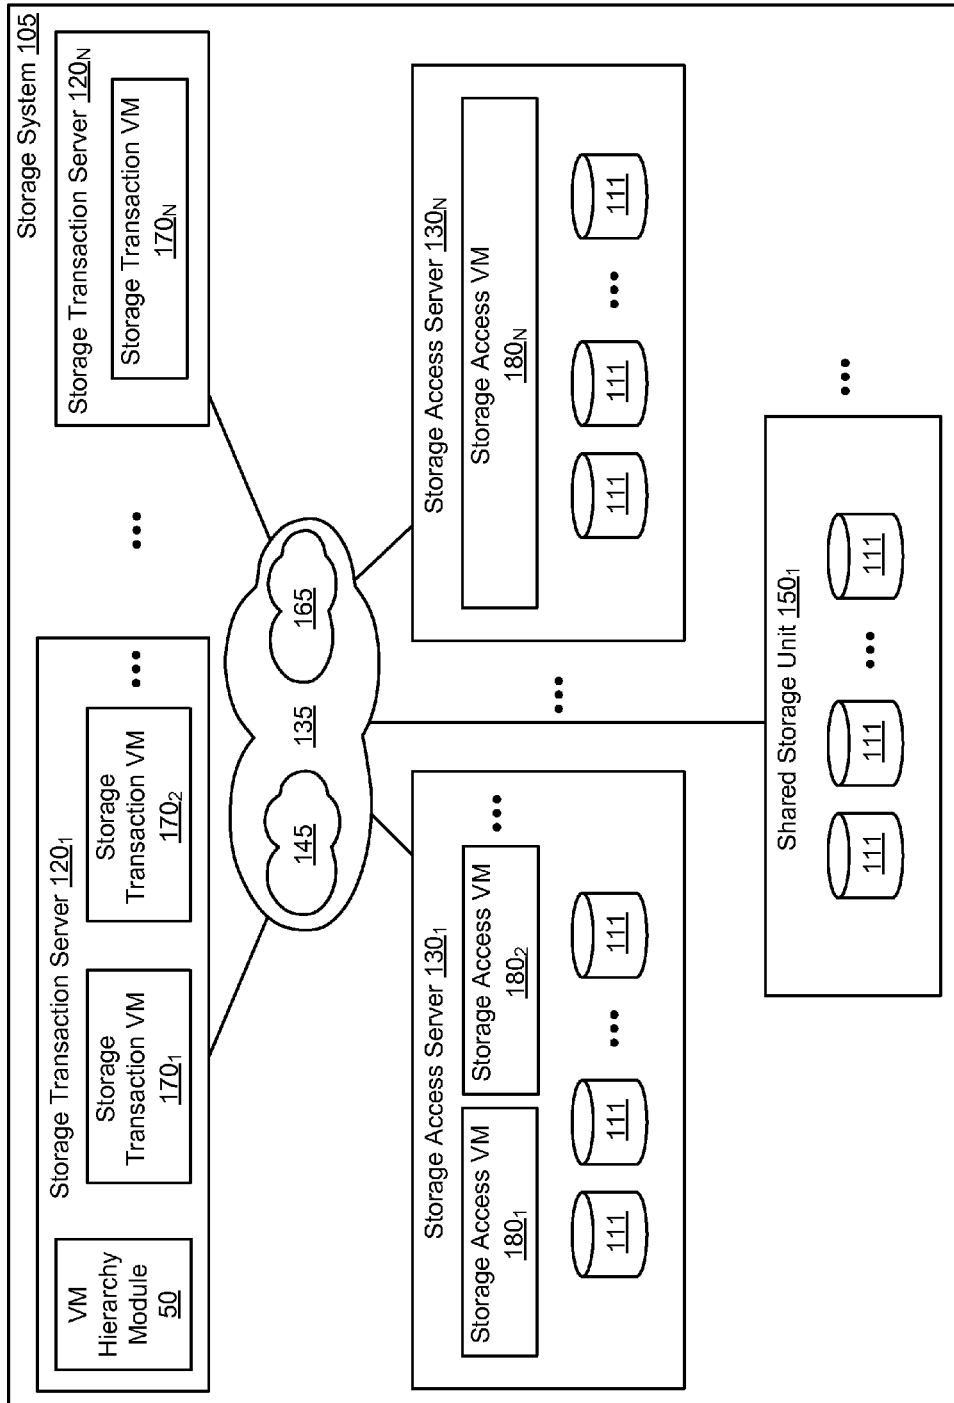 Storage System 105
Storage Transaction Server 120₁
VM
Hierarchy
Module
50
Storage
Transaction VM
170₁
Storage
Transaction VM
170₂
•••
•••
Storage Transaction Server 120N
Storage Transaction VM
170N
145
135
165
Storage Access Server 130₁
Storage Access VM
180₁
Storage Access VM
180₂
•••
111
111
•••
111
•••
Storage Access Server 130N
Storage Access VM
180N
111
111
•••
111
Shared Storage Unit 150₁
111
111
•••
111
•••